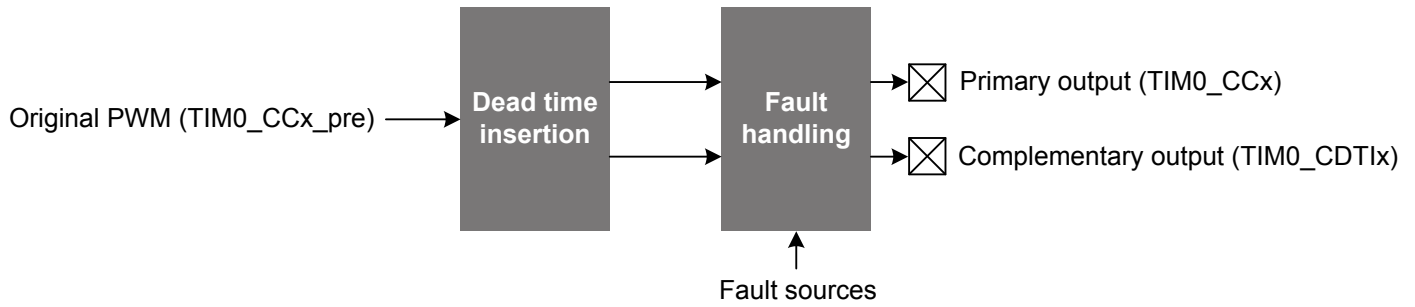 Original PWM (TIM0_CCx_pre)
Dead time
insertion
Fault
handling
Primary output (TIM0_CCx)
Complementary output (TIM0_CDTIx)
Fault sources